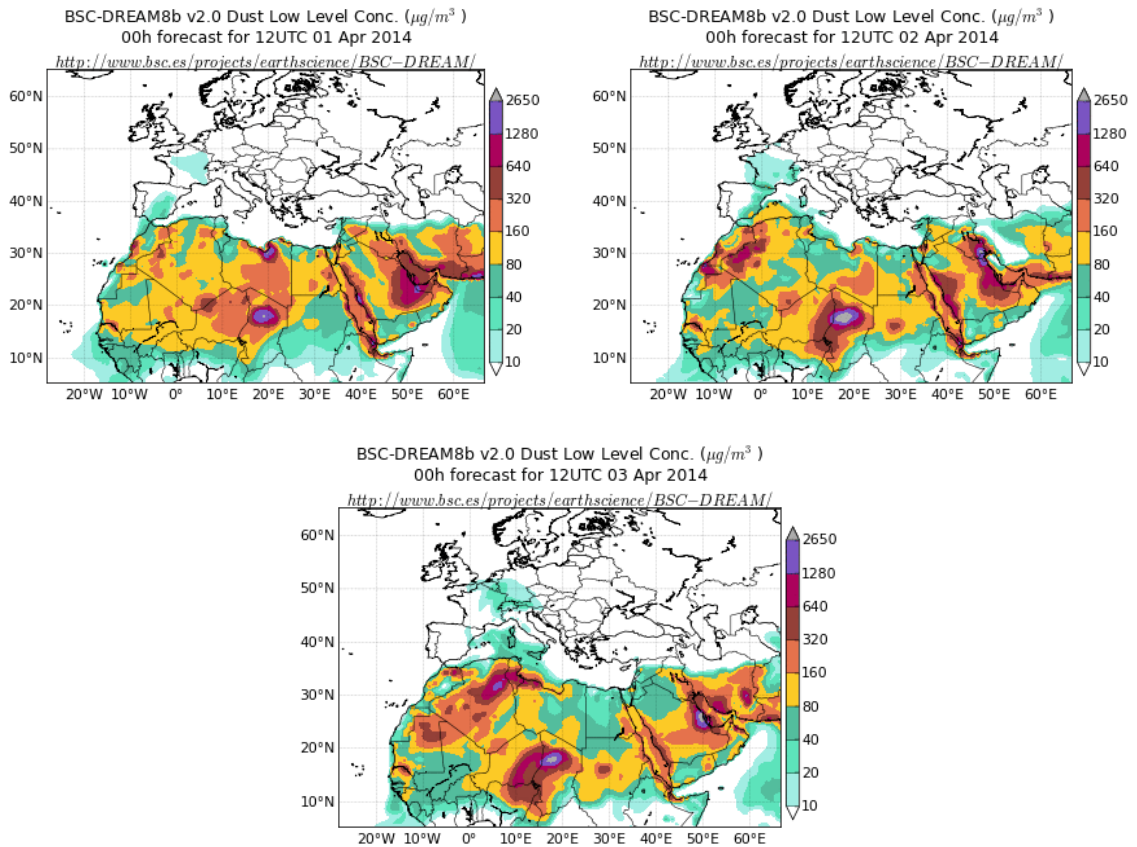 BSC-DREAM8b v2.0 Dust Low Level Conc. (μg/m³ )
00h forecast for 12UTC 01 Apr 2014
http://www.bsc.es/projects/earthscience/BSC−DREAM/
60°N
50°N
40°N
30°N
20°N
10°N
20°W 10°W 0° 10°E 20°E 30°E 40°E 50°E 60°E
2650
1280
640
320
160
80
40
20
10
BSC-DREAM8b v2.0 Dust Low Level Conc. (μg/m³ )
00h forecast for 12UTC 02 Apr 2014
http://www.bsc.es/projects/earthscience/BSC−DREAM/
60°N
50°N
40°N
30°N
20°N
10°N
20°W 10°W 0° 10°E 20°E 30°E 40°E 50°E 60°E
2650
1280
640
320
160
80
40
20
10
BSC-DREAM8b v2.0 Dust Low Level Conc. (μg/m³ )
00h forecast for 12UTC 03 Apr 2014
http://www.bsc.es/projects/earthscience/BSC−DREAM/
60°N
50°N
40°N
30°N
20°N
10°N
20°W 10°W 0° 10°E 20°E 30°E 40°E 50°E 60°E
2650
1280
640
320
160
80
40
20
10